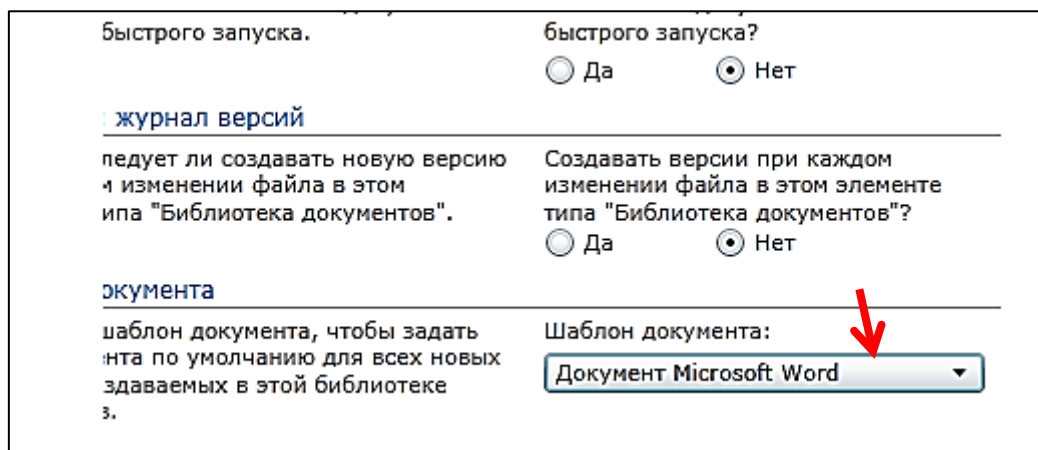 быстрого запуска.
быстрого запуска?
Да
Нет
журнал версий
ледует ли создавать новую версию
изменении файла в этом
ипа "Библиотека документов".
Создавать версии при каждом
изменении файла в этом элементе
типа "Библиотека документов"?
Да
Нет
окумента
шаблон документа, чтобы задать
нта по умолчанию для всех новых
здаваемых в этой библиотеке
в.
Шаблон документа:
Документ Microsoft Word